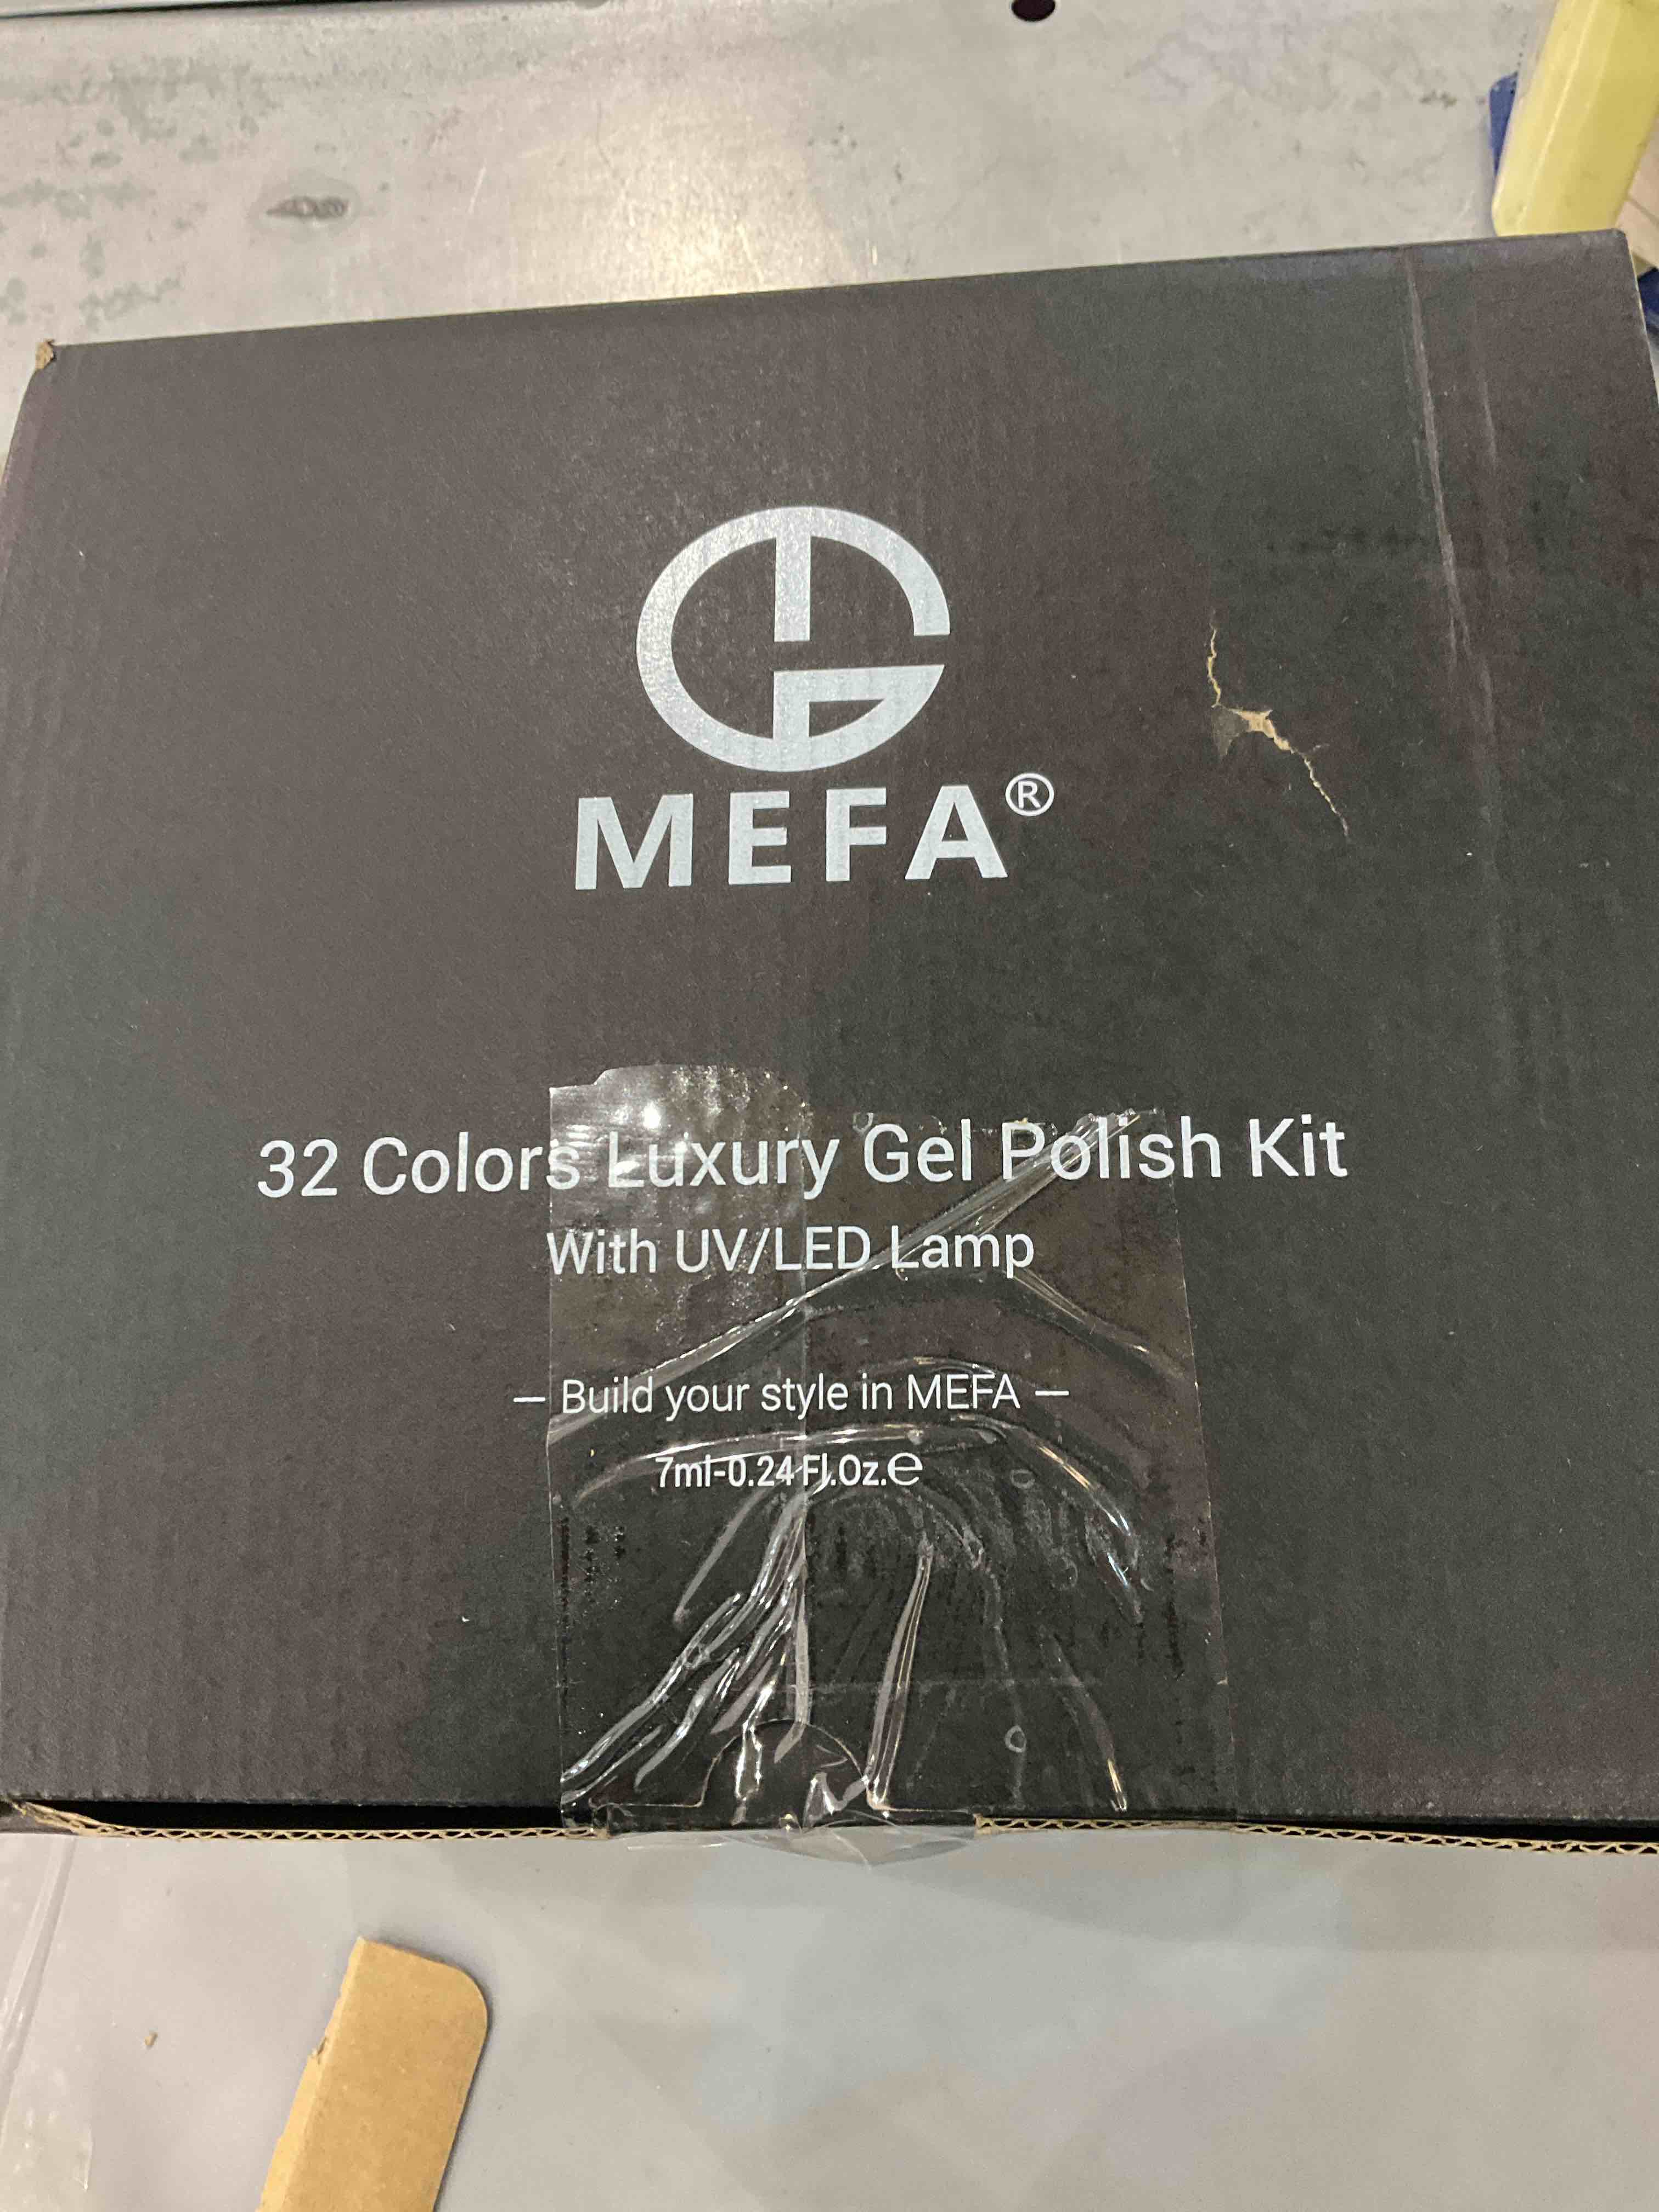 MEFA®
32 Colors Luxury Gel Polish Kit
With UV/LED Lamp
— Build your style in MEFA —
7ml-0.24 Fl.Oz.℮